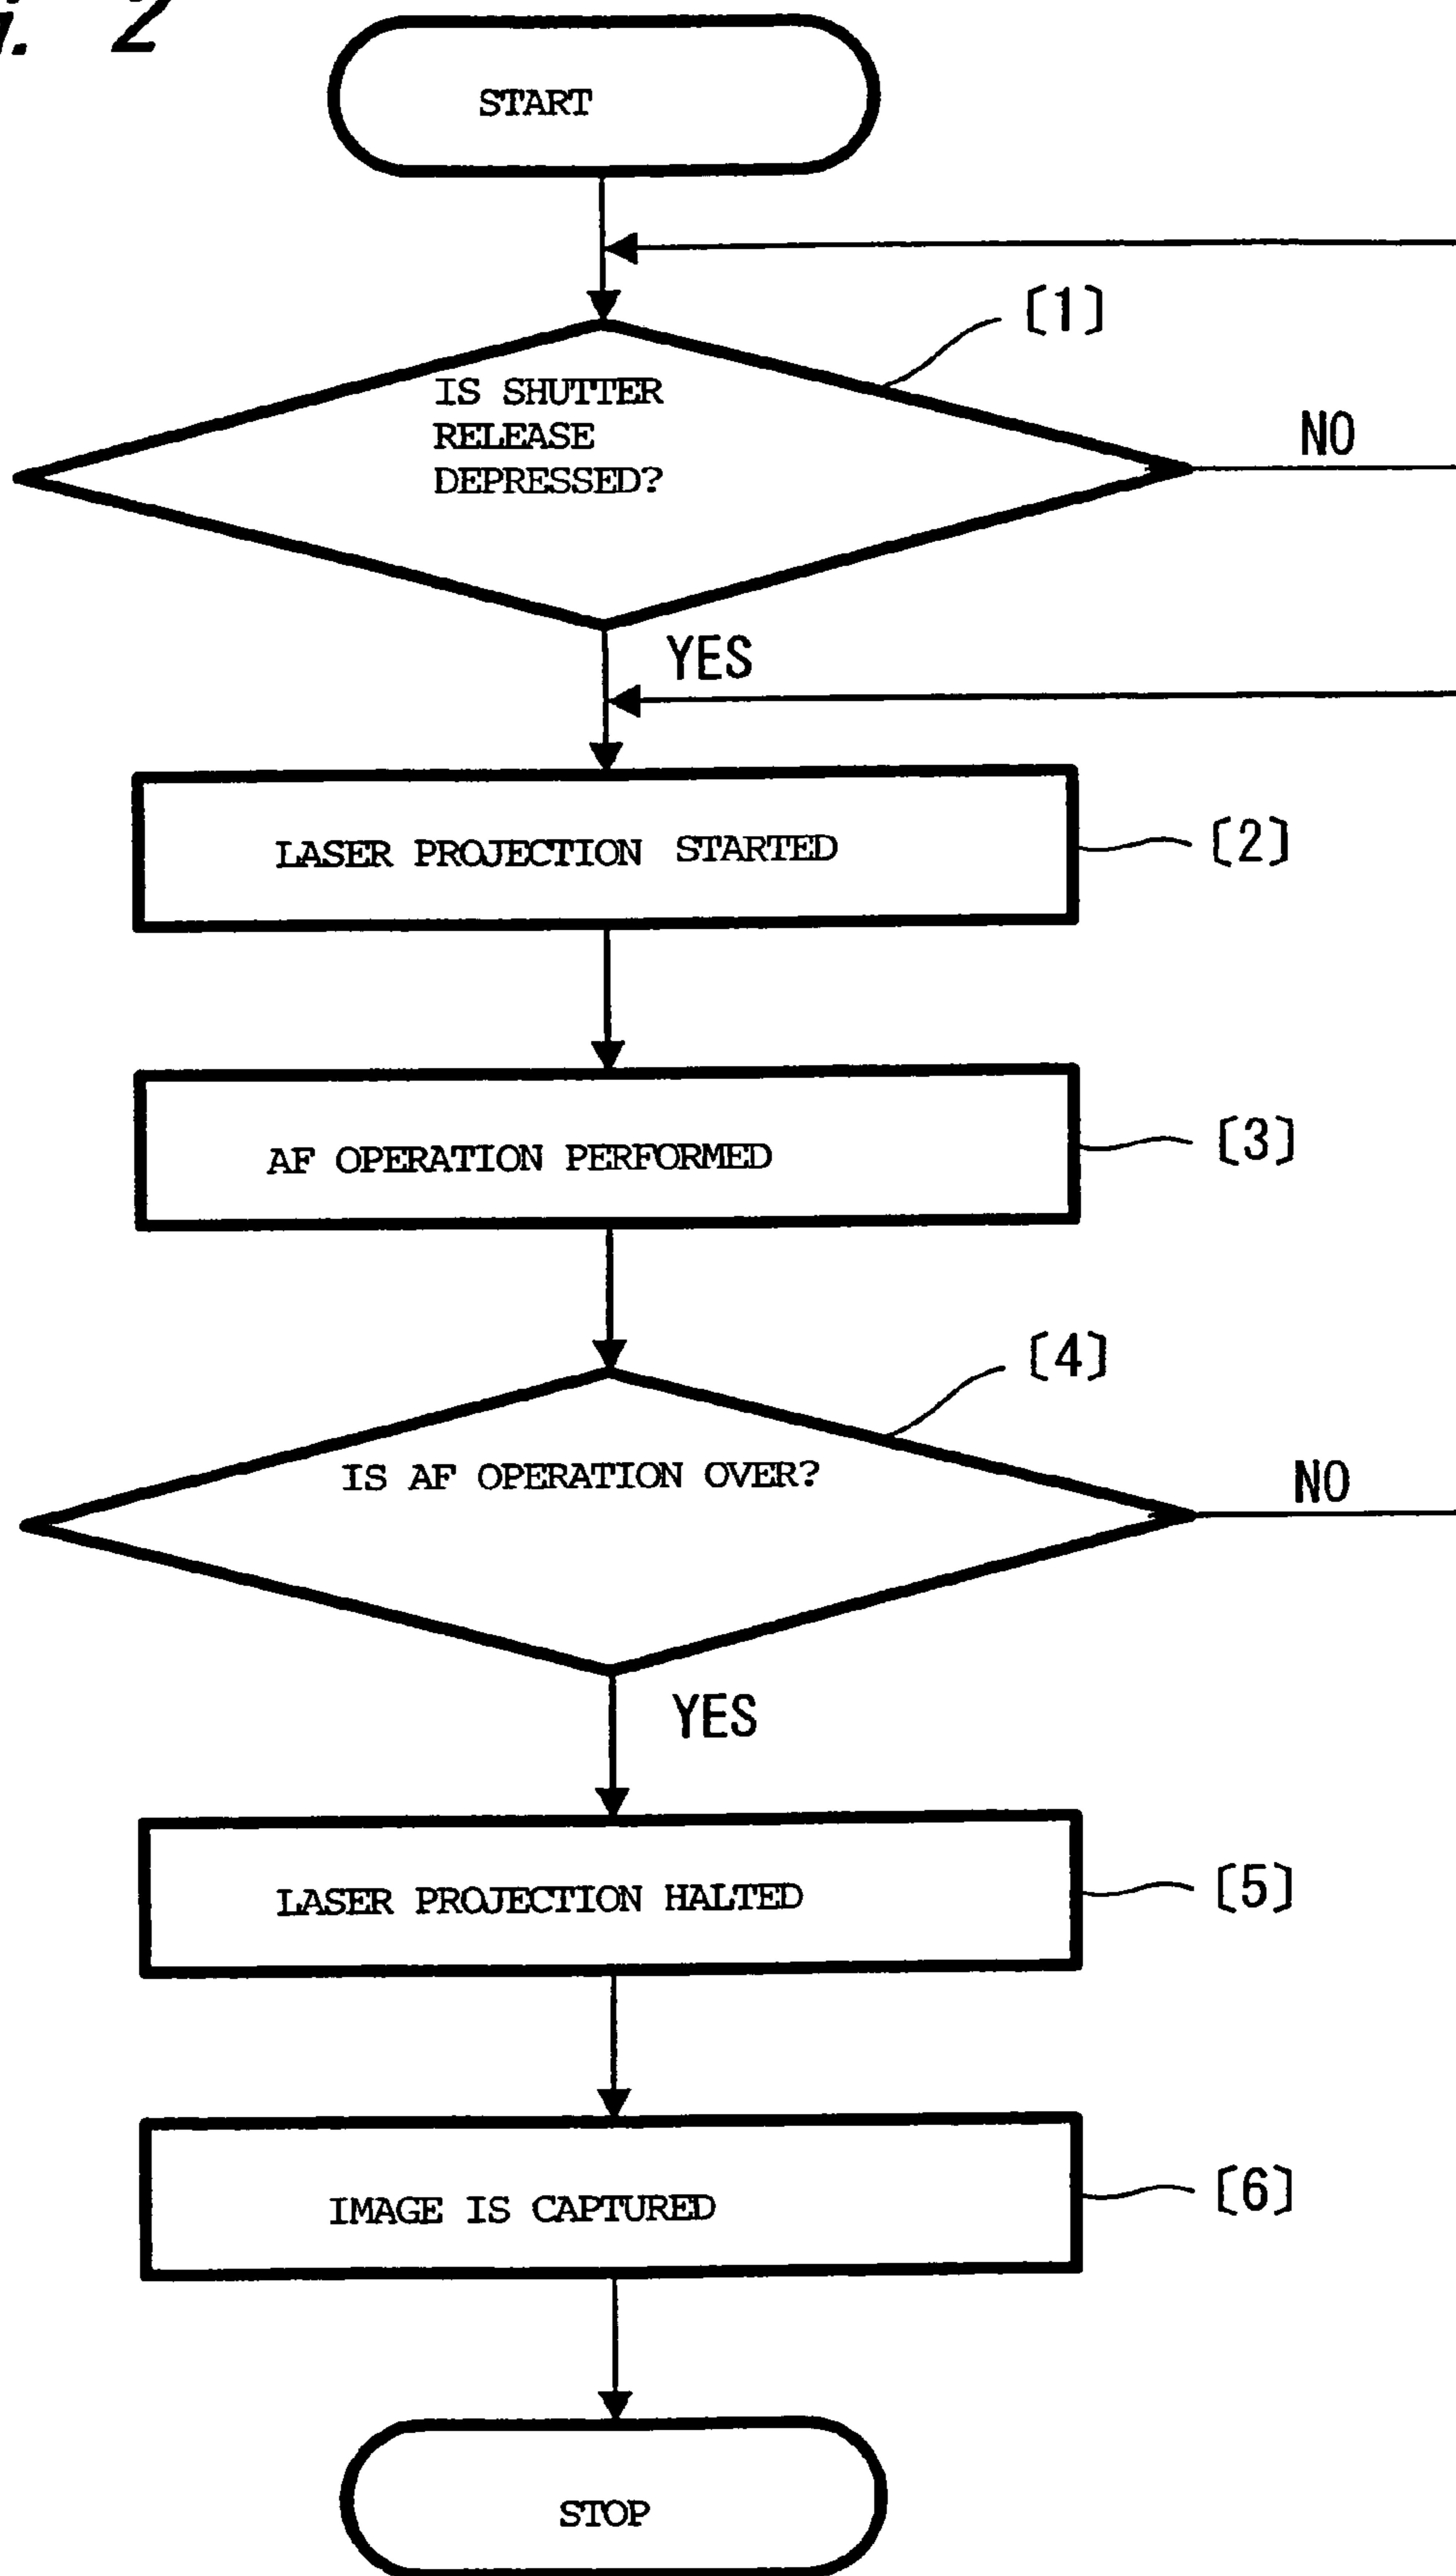 2
START
[1]
IS SHUTTER
RELEASE
DEPRESSED?
NO
YES
LASER PROJECTION STARTED
[2]
AF OPERATION PERFORMED
[3]
[4]
IS AF OPERATION OVER?
NO
YES
LASER PROJECTION HALTED
[5]
IMAGE IS CAPTURED
[6]
STOP